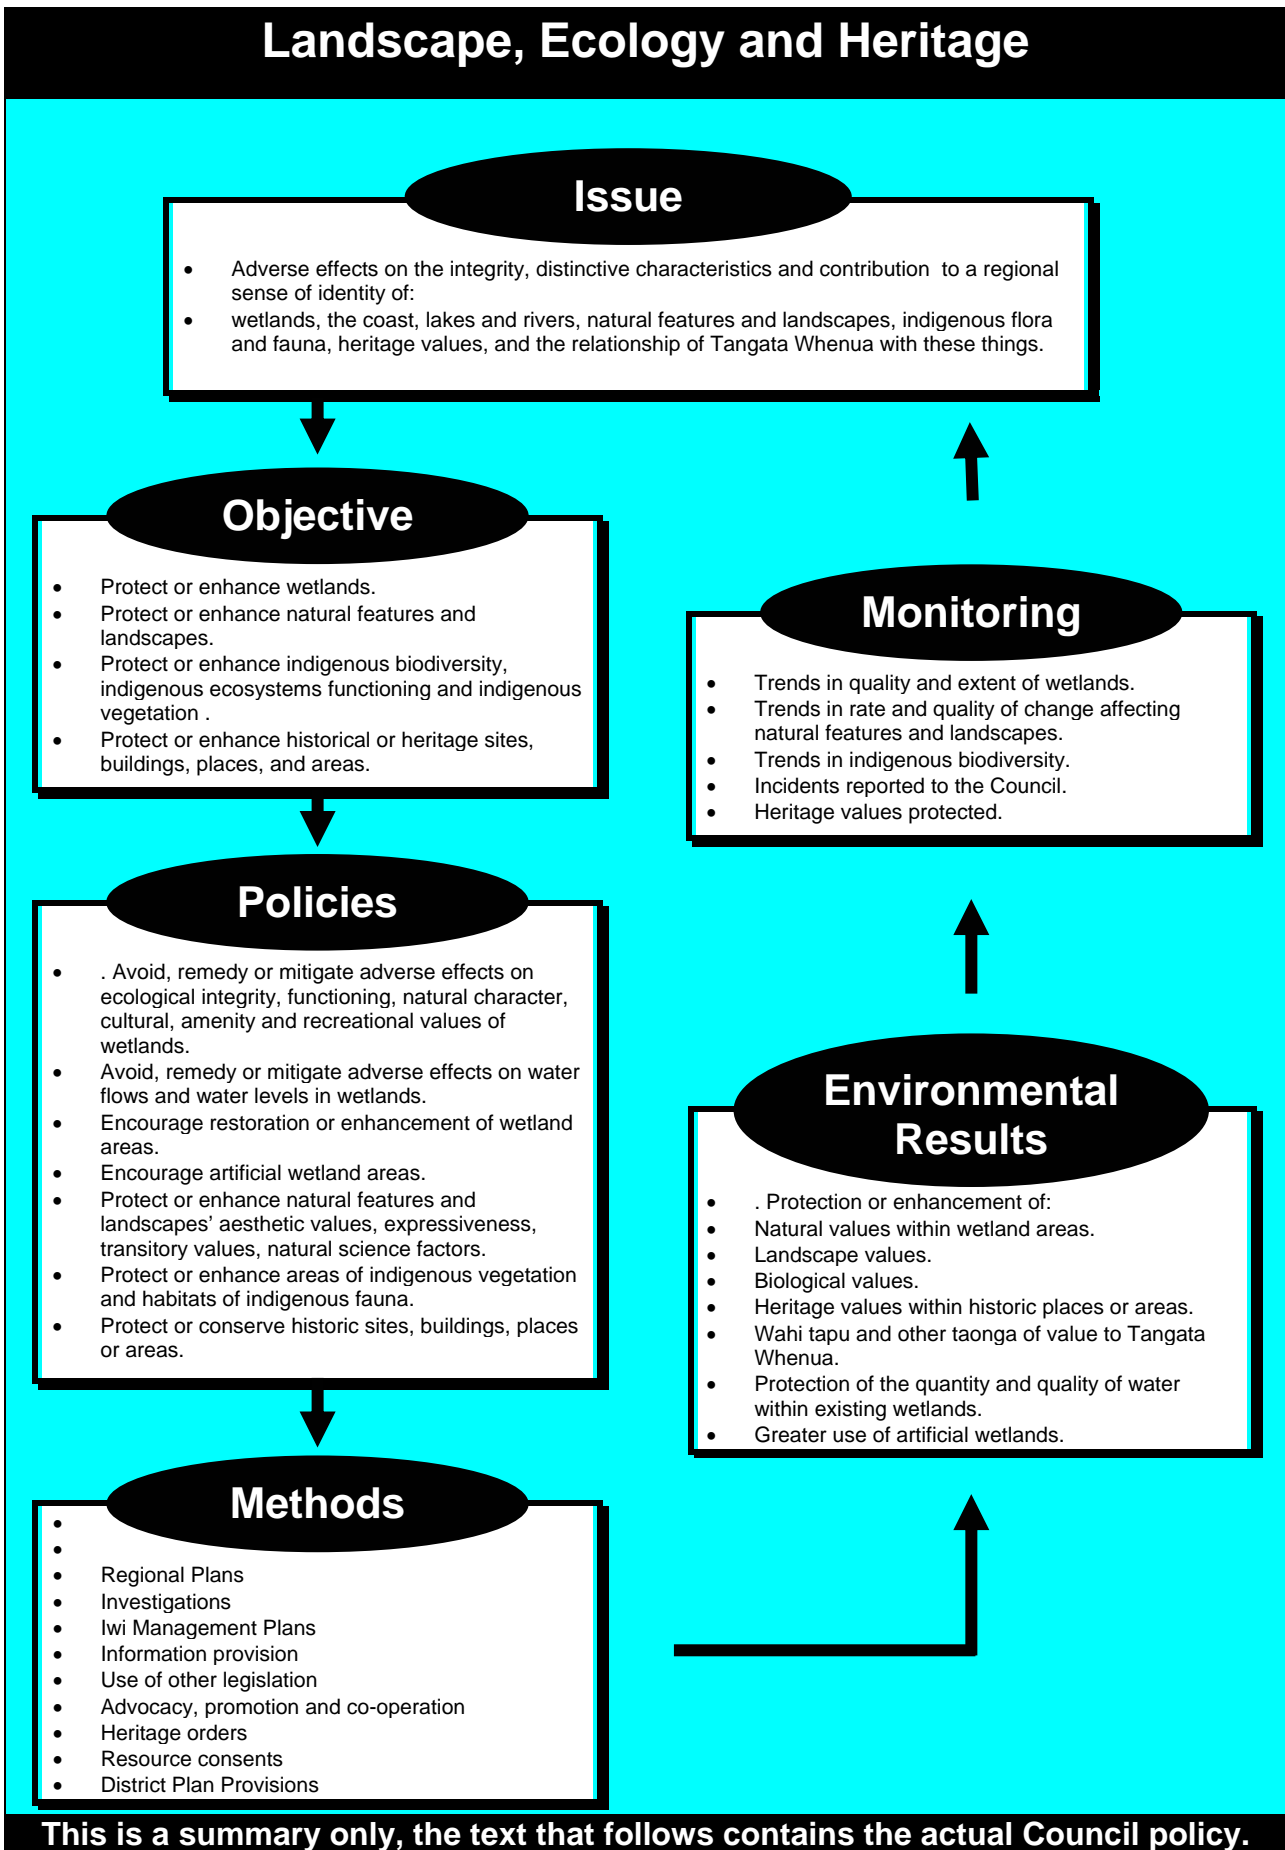 Landscape, Ecology and Heritage
Issue
• Adverse effects on the integrity, distinctive characteristics and contribution to a regional
sense of identity of:
• wetlands, the coast, lakes and rivers, natural features and landscapes, indigenous flora
and fauna, heritage values, and the relationship of Tangata Whenua with these things.
Objective
• Protect or enhance wetlands.
• Protect or enhance natural features and
landscapes.
• Protect or enhance indigenous biodiversity,
indigenous ecosystems functioning and indigenous
vegetation .
• Protect or enhance historical or heritage sites,
buildings, places, and areas.
Policies
• . Avoid, remedy or mitigate adverse effects on
ecological integrity, functioning, natural character,
cultural, amenity and recreational values of
wetlands.
• Avoid, remedy or mitigate adverse effects on water
flows and water levels in wetlands.
• Encourage restoration or enhancement of wetland
areas.
• Encourage artificial wetland areas.
• Protect or enhance natural features and
landscapes’ aesthetic values, expressiveness,
transitory values, natural science factors.
• Protect or enhance areas of indigenous vegetation
and habitats of indigenous fauna.
• Protect or conserve historic sites, buildings, places
or areas.
Methods
•
•
• Regional Plans
• Investigations
• Iwi Management Plans
• Information provision
• Use of other legislation
• Advocacy, promotion and co-operation
• Heritage orders
• Resource consents
• District Plan Provisions
Environmental
Results
• . Protection or enhancement of:
• Natural values within wetland areas.
• Landscape values.
• Biological values.
• Heritage values within historic places or areas.
• Wahi tapu and other taonga of value to Tangata
Whenua.
• Protection of the quantity and quality of water
within existing wetlands.
• Greater use of artificial wetlands.
Monitoring
• Trends in quality and extent of wetlands.
• Trends in rate and quality of change affecting
natural features and landscapes.
• Trends in indigenous biodiversity.
• Incidents reported to the Council.
• Heritage values protected.
This is a summary only, the text that follows contains the actual Council policy.